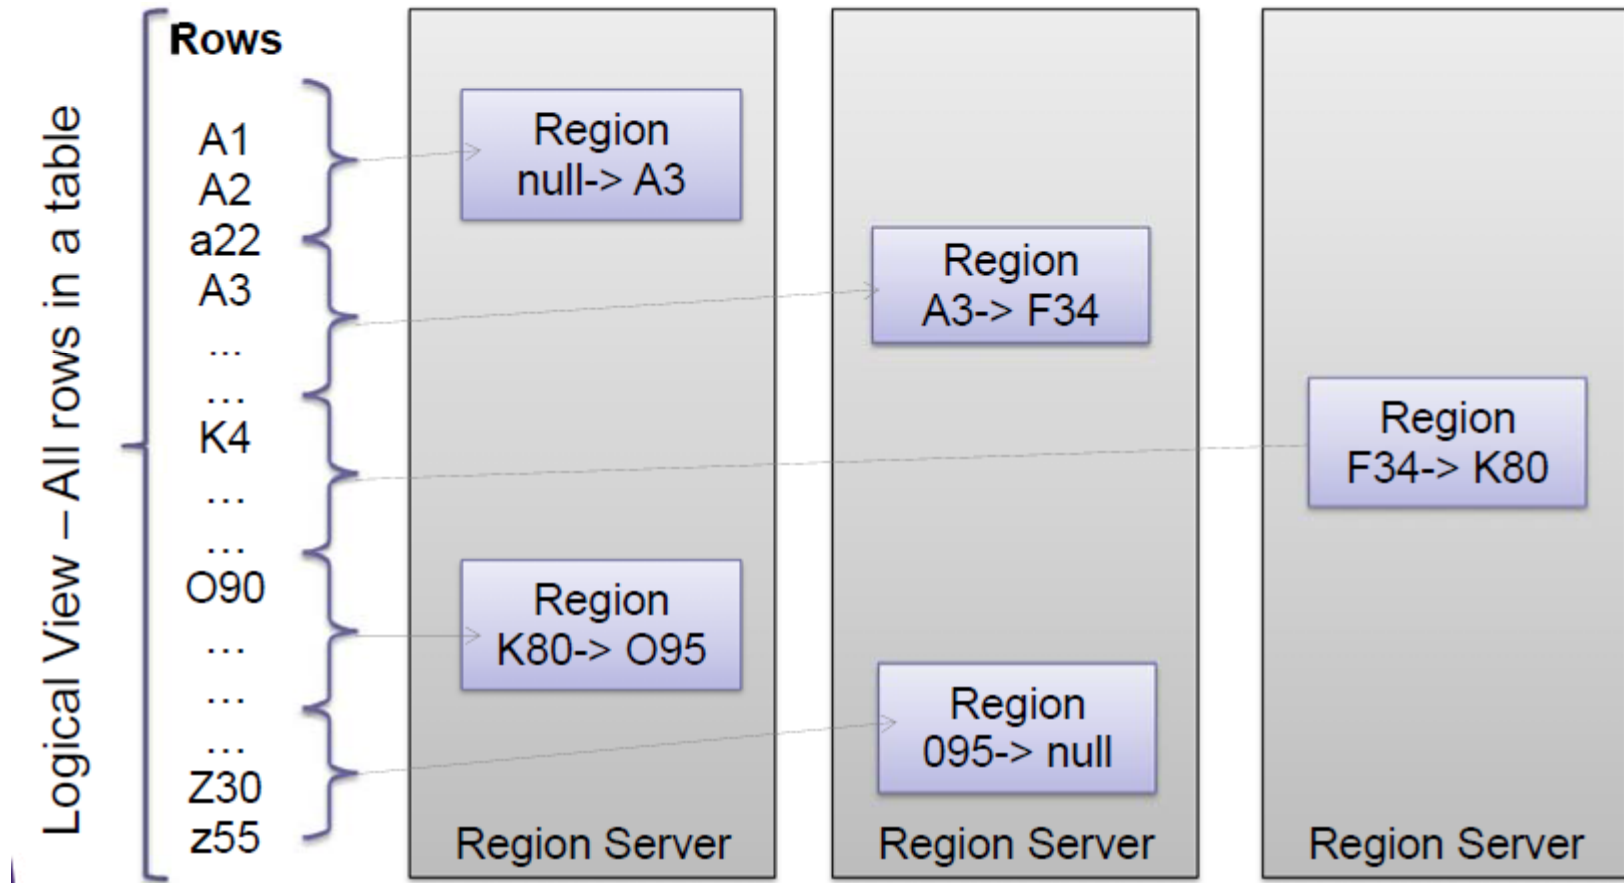 Logical View – All rows in a table
Rows
A1
A2
a22
A3
...
...
K4
...
...
O90
...
...
...
Z30
z55
Region
null-> A3
Region
K80-> O95
Region Server
Region
A3-> F34
Region
095-> null
Region Server
Region
F34-> K80
Region Server